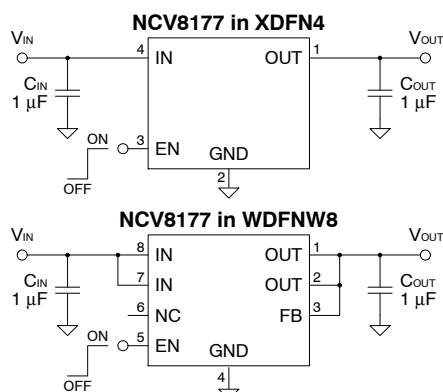 NCV8177 in XDFN4
VIN VOUT
4 IN OUT 1
CIN
1 μF
COUT
1 μF
ON 3 EN
OFF
GND
2
NCV8177 in WDFNW8
VIN VOUT
8 IN OUT 1
7 IN OUT 2
CIN
1 μF
COUT
1 μF
6 NC FB 3
ON 5 EN
OFF
GND
4